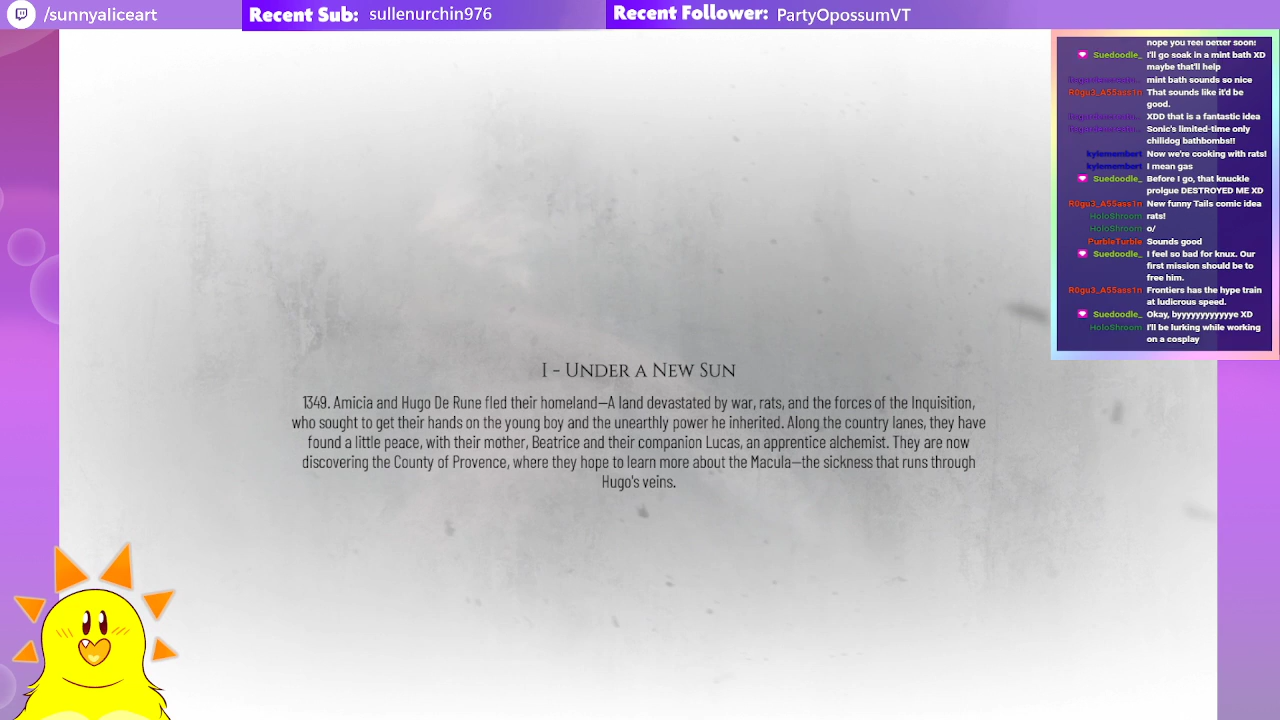 /sunnyaliceart
Recent Sub: sullenurchin976
Recent Follower: PartyOpossumVT
hope you feel better soon!
Suedoodle_ I'll go soak in a mint bath XD
maybe that'll help
mint bath sounds so nice
R0gu3_A55ass1n That sounds like it'd be
good.
XDD that is a fantastic idea
Sonic's limited-time only
chilidog bathbombs!!
kylemembert Now we're cooking with rats!
kylemembert I mean gas
Suedoodle_ Before I go, that knuckle
prolgue DESTROYED ME XD
R0gu3_A55ass1n New funny Tails comic idea
HoloShroom rats!
HoloShroom o/
PurbleTurble Sounds good
Suedoodle_ I feel so bad for knux. Our
first mission should be to
free him.
R0gu3_A55ass1n Frontiers has the hype train
at ludicrous speed.
Suedoodle_ Okay, byyyyyyyyyyye XD
HoloShroom I'll be lurking while working
on a cosplay
I - Under a New Sun
1349. Amicia and Hugo De Rune fled their homeland—A land devastated by war, rats, and the forces of the Inquisition,
who sought to get their hands on the young boy and the unearthly power he inherited. Along the country lanes, they have
found a little peace, with their mother, Beatrice and their companion Lucas, an apprentice alchemist. They are now
discovering the County of Provence, where they hope to learn more about the Macula—the sickness that runs through
Hugo's veins.